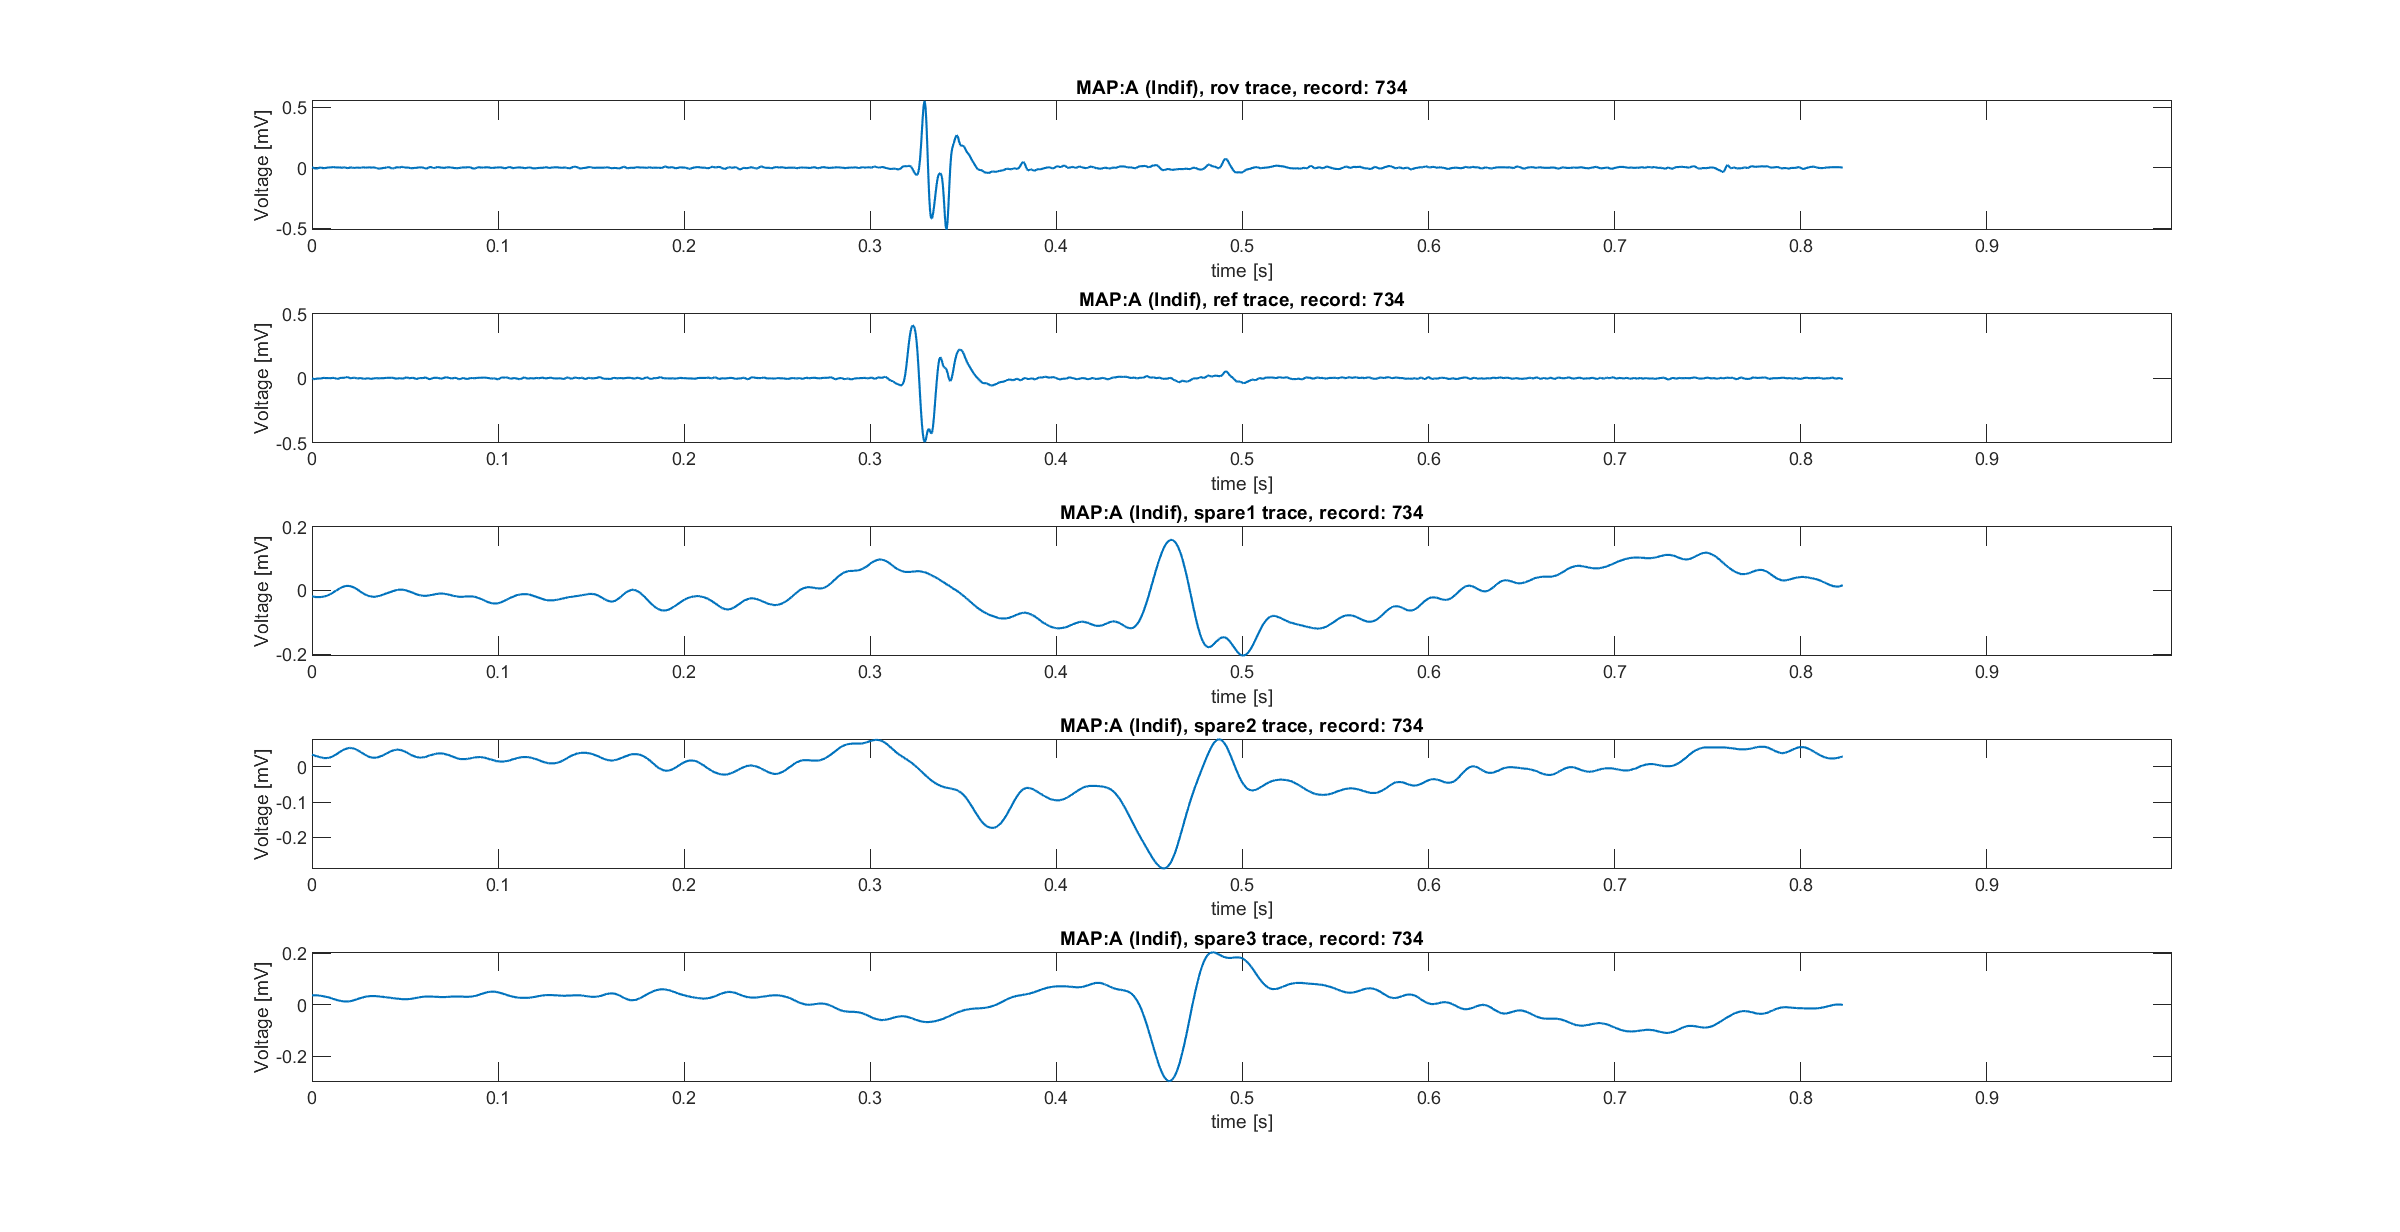 MAP:A (Indif), rov trace, record: 734
Voltage [mV]
0.5
0
-0.5
0 0.1 0.2 0.3 0.4 0.5 0.6 0.7 0.8 0.9
time [s]
MAP:A (Indif), ref trace, record: 734
Voltage [mV]
0.5
0
-0.5
0 0.1 0.2 0.3 0.4 0.5 0.6 0.7 0.8 0.9
time [s]
MAP:A (Indif), spare1 trace, record: 734
Voltage [mV]
0.2
0
-0.2
0 0.1 0.2 0.3 0.4 0.5 0.6 0.7 0.8 0.9
time [s]
MAP:A (Indif), spare2 trace, record: 734
Voltage [mV]
0
-0.1
-0.2
0 0.1 0.2 0.3 0.4 0.5 0.6 0.7 0.8 0.9
time [s]
MAP:A (Indif), spare3 trace, record: 734
Voltage [mV]
0.2
0
-0.2
0 0.1 0.2 0.3 0.4 0.5 0.6 0.7 0.8 0.9
time [s]